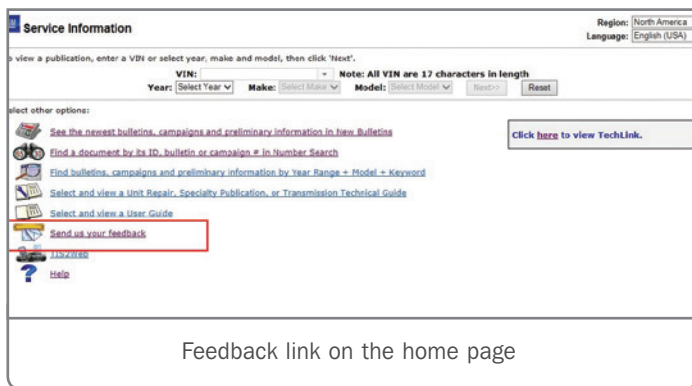 Service Information
Region: North America
Language: English (USA)
o view a publication, enter a VIN or select year, make and model, then click 'Next'.
VIN: Note: All VIN are 17 characters in length
Year: Select Year Make: Select Make Model: Select Model Next>> Reset
elect other options:
See the newest bulletins, campaigns and preliminary information in New Bulletins
Click here to view TechLink.
Find a document by its ID, bulletin or campaign # in Number Search
Find bulletins, campaigns and preliminary information by Year Range + Model + Keyword
Select and view a Unit Repair, Specialty Publication, or Transmission Technical Guide
Select and view a User Guide
Send us your feedback
TIS2Web
Help
Feedback link on the home page